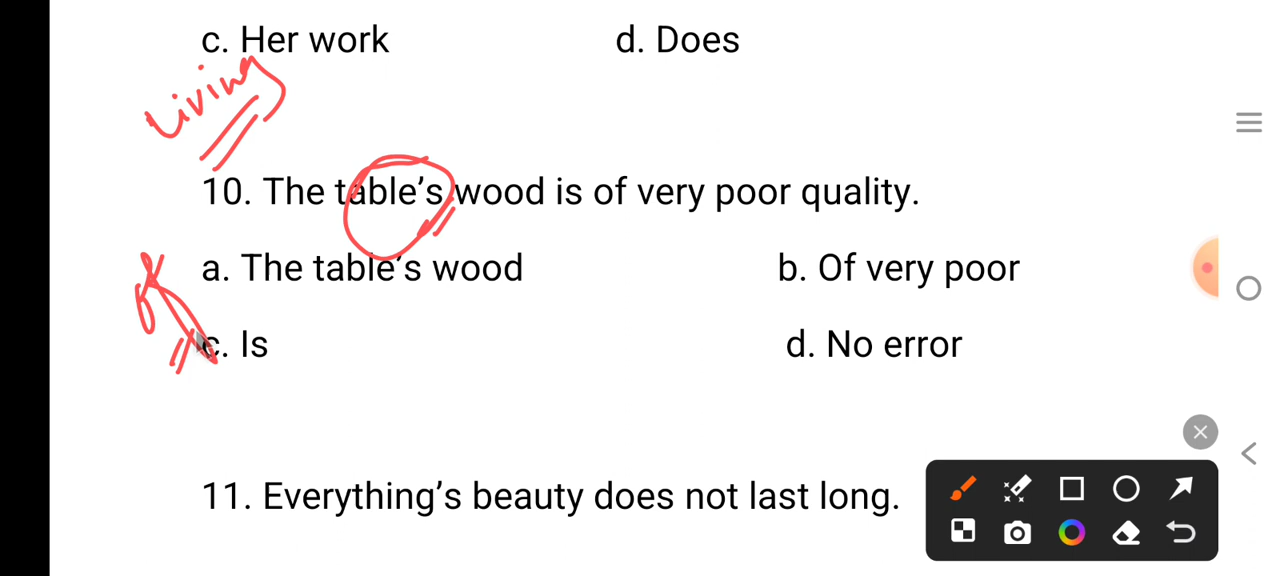 c. Her work d. Does
Living
10. The table’s wood is of very poor quality.
a. The table’s wood b. Of very poor
of
c. Is d. No error
11. Everything’s beauty does not last long.